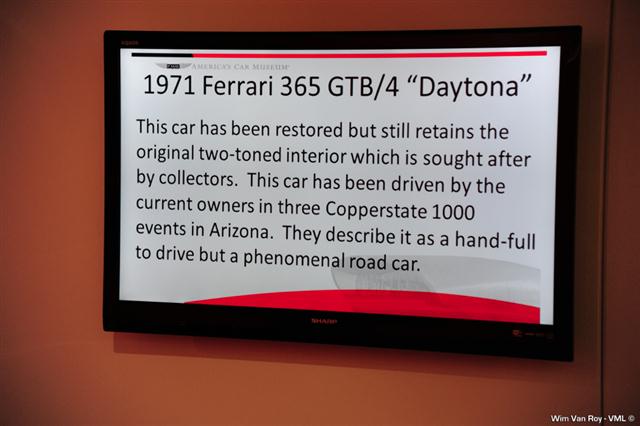 AMERICA'S CAR MUSEUM®
1971 Ferrari 365 GTB/4 “Daytona”
This car has been restored but still retains the
original two-toned interior which is sought after
by collectors. This car has been driven by the
current owners in three Copperstate 1000
events in Arizona. They describe it as a hand-full
to drive but a phenomenal road car.
SHARP
Wim Van Roy - VML ©